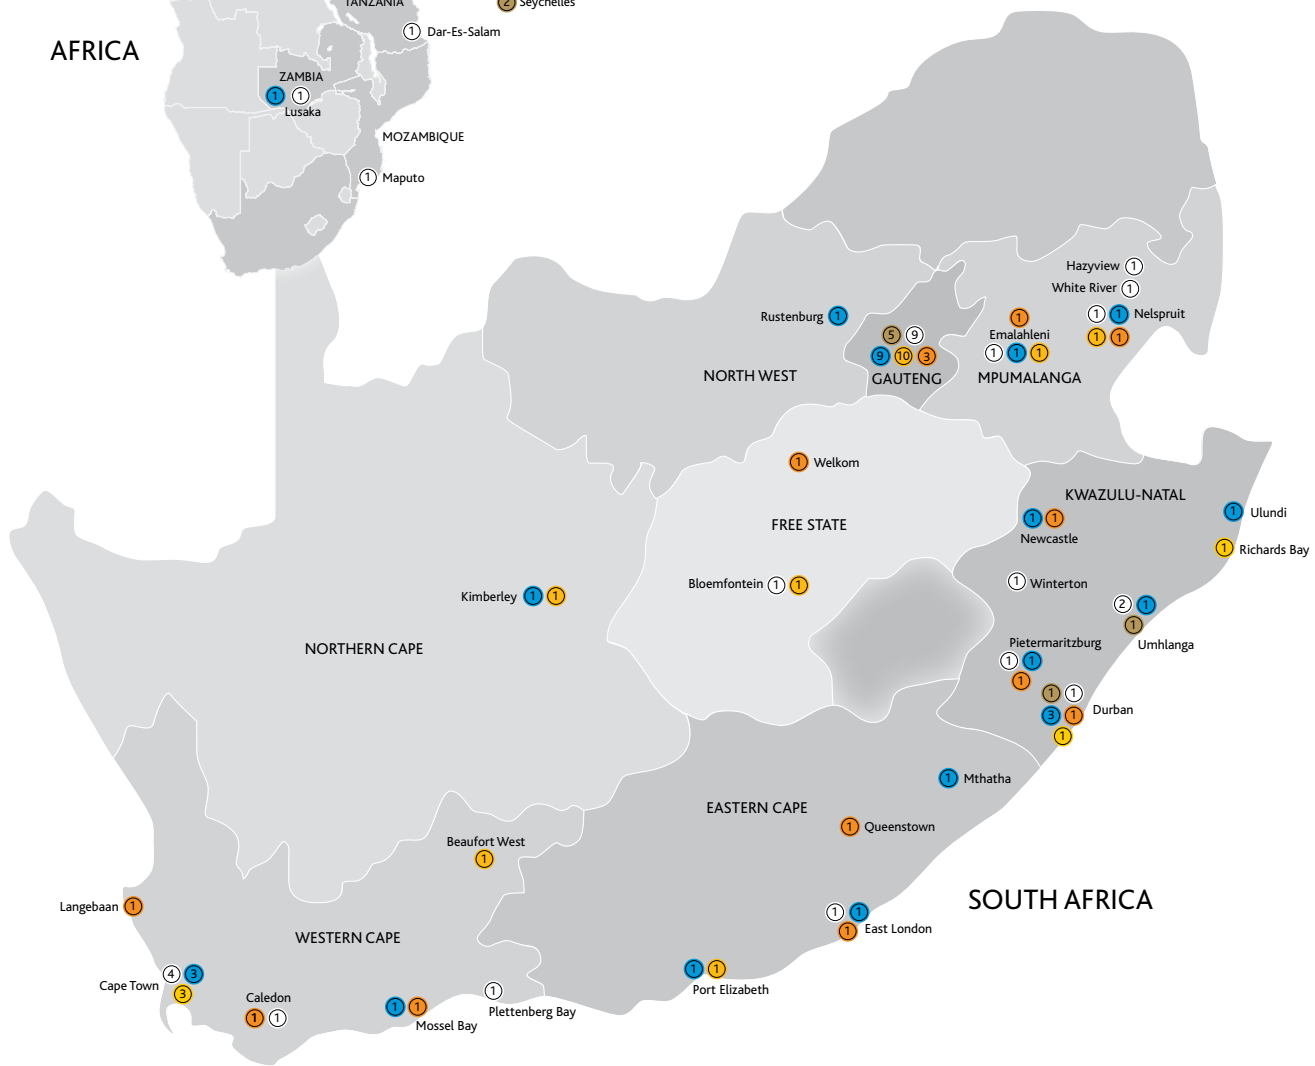 TANZANIA
2 Seychelles
1 Dar-Es-Salam
AFRICA
ZAMBIA
1 1
Lusaka
MOZAMBIQUE
1 Maputo
Hazyview 1
White River 1
1 1 Nelspruit
1 1
Rustenburg 1
5 9
9 10 3
GAUTENG
1
Emalahleni
1 1 1
MPUMALANGA
NORTH WEST
1 Welkom
FREE STATE
Bloemfontein 1 1
KWAZULU-NATAL
1 1
Newcastle
1 Ulundi
1 Richards Bay
1 Winterton
2 1
1
Umhlanga
Pietermaritzburg
1 1
1
1 1
3 1
Durban
1
Kimberley 1 1
NORTHERN CAPE
1 Mthatha
EASTERN CAPE
1 Queenstown
1 1
1
East London
SOUTH AFRICA
Beaufort West
1
Langebaan 1
WESTERN CAPE
4 3
Cape Town
3
Caledon
1 1
1 1
Mossel Bay
1
Plettenberg Bay
1 1
Port Elizabeth